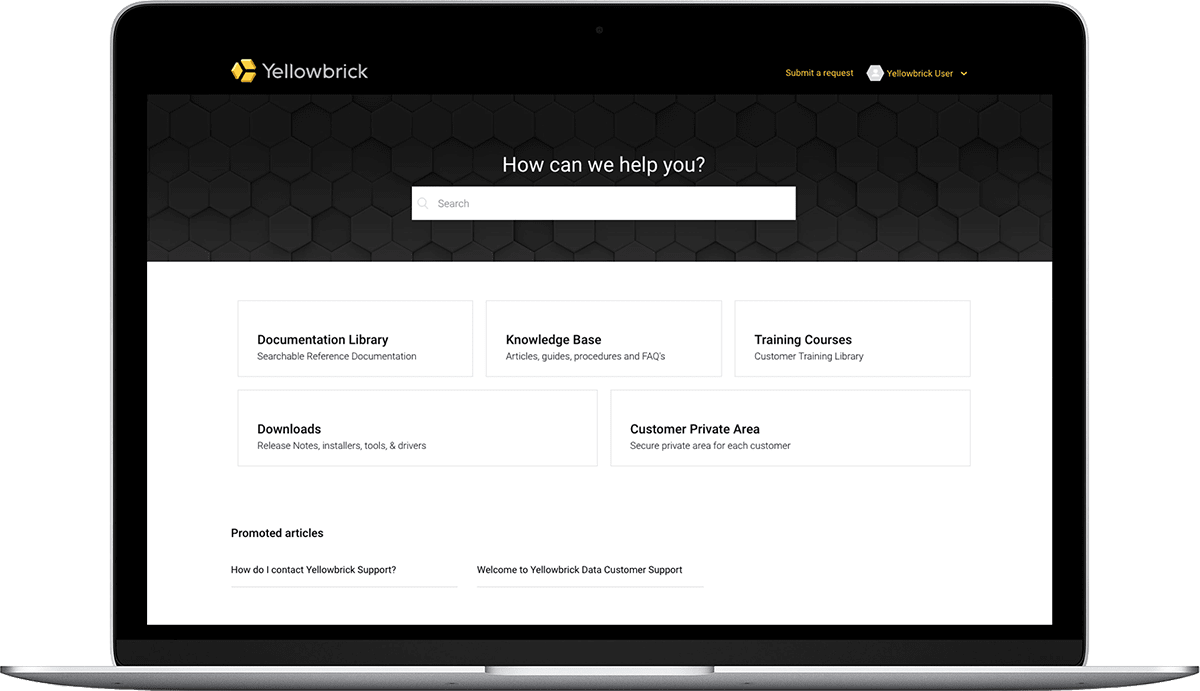 Yellowbrick
Submit a request
Yellowbrick User
How can we help you?
Search
Documentation Library
Searchable Reference Documentation
Knowledge Base
Articles, guides, procedures and FAQ's
Training Courses
Customer Training Library
Downloads
Release Notes, installers, tools, & drivers
Customer Private Area
Secure private area for each customer
Promoted articles
How do I contact Yellowbrick Support?
Welcome to Yellowbrick Data Customer Support